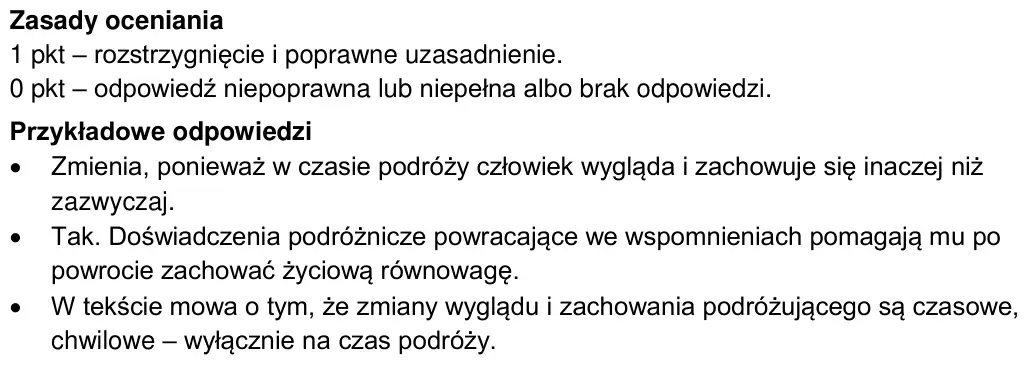 Zasady oceniania
1 pkt – rozstrzygnięcie i poprawne uzasadnienie.
0 pkt – odpowiedź niepoprawna lub niepełna albo brak odpowiedzi.
Przykładowe odpowiedzi
• Zmienia, ponieważ w czasie podróży człowiek wygląda i zachowuje się inaczej niż
zazwyczaj.
• Tak. Doświadczenia podróżnicze powracające we wspomnieniach pomagają mu po
powrocie zachować życiową równowagę.
• W tekście mowa o tym, że zmiany wyglądu i zachowania podróżującego są czasowe,
chwilowe – wyłącznie na czas podróży.